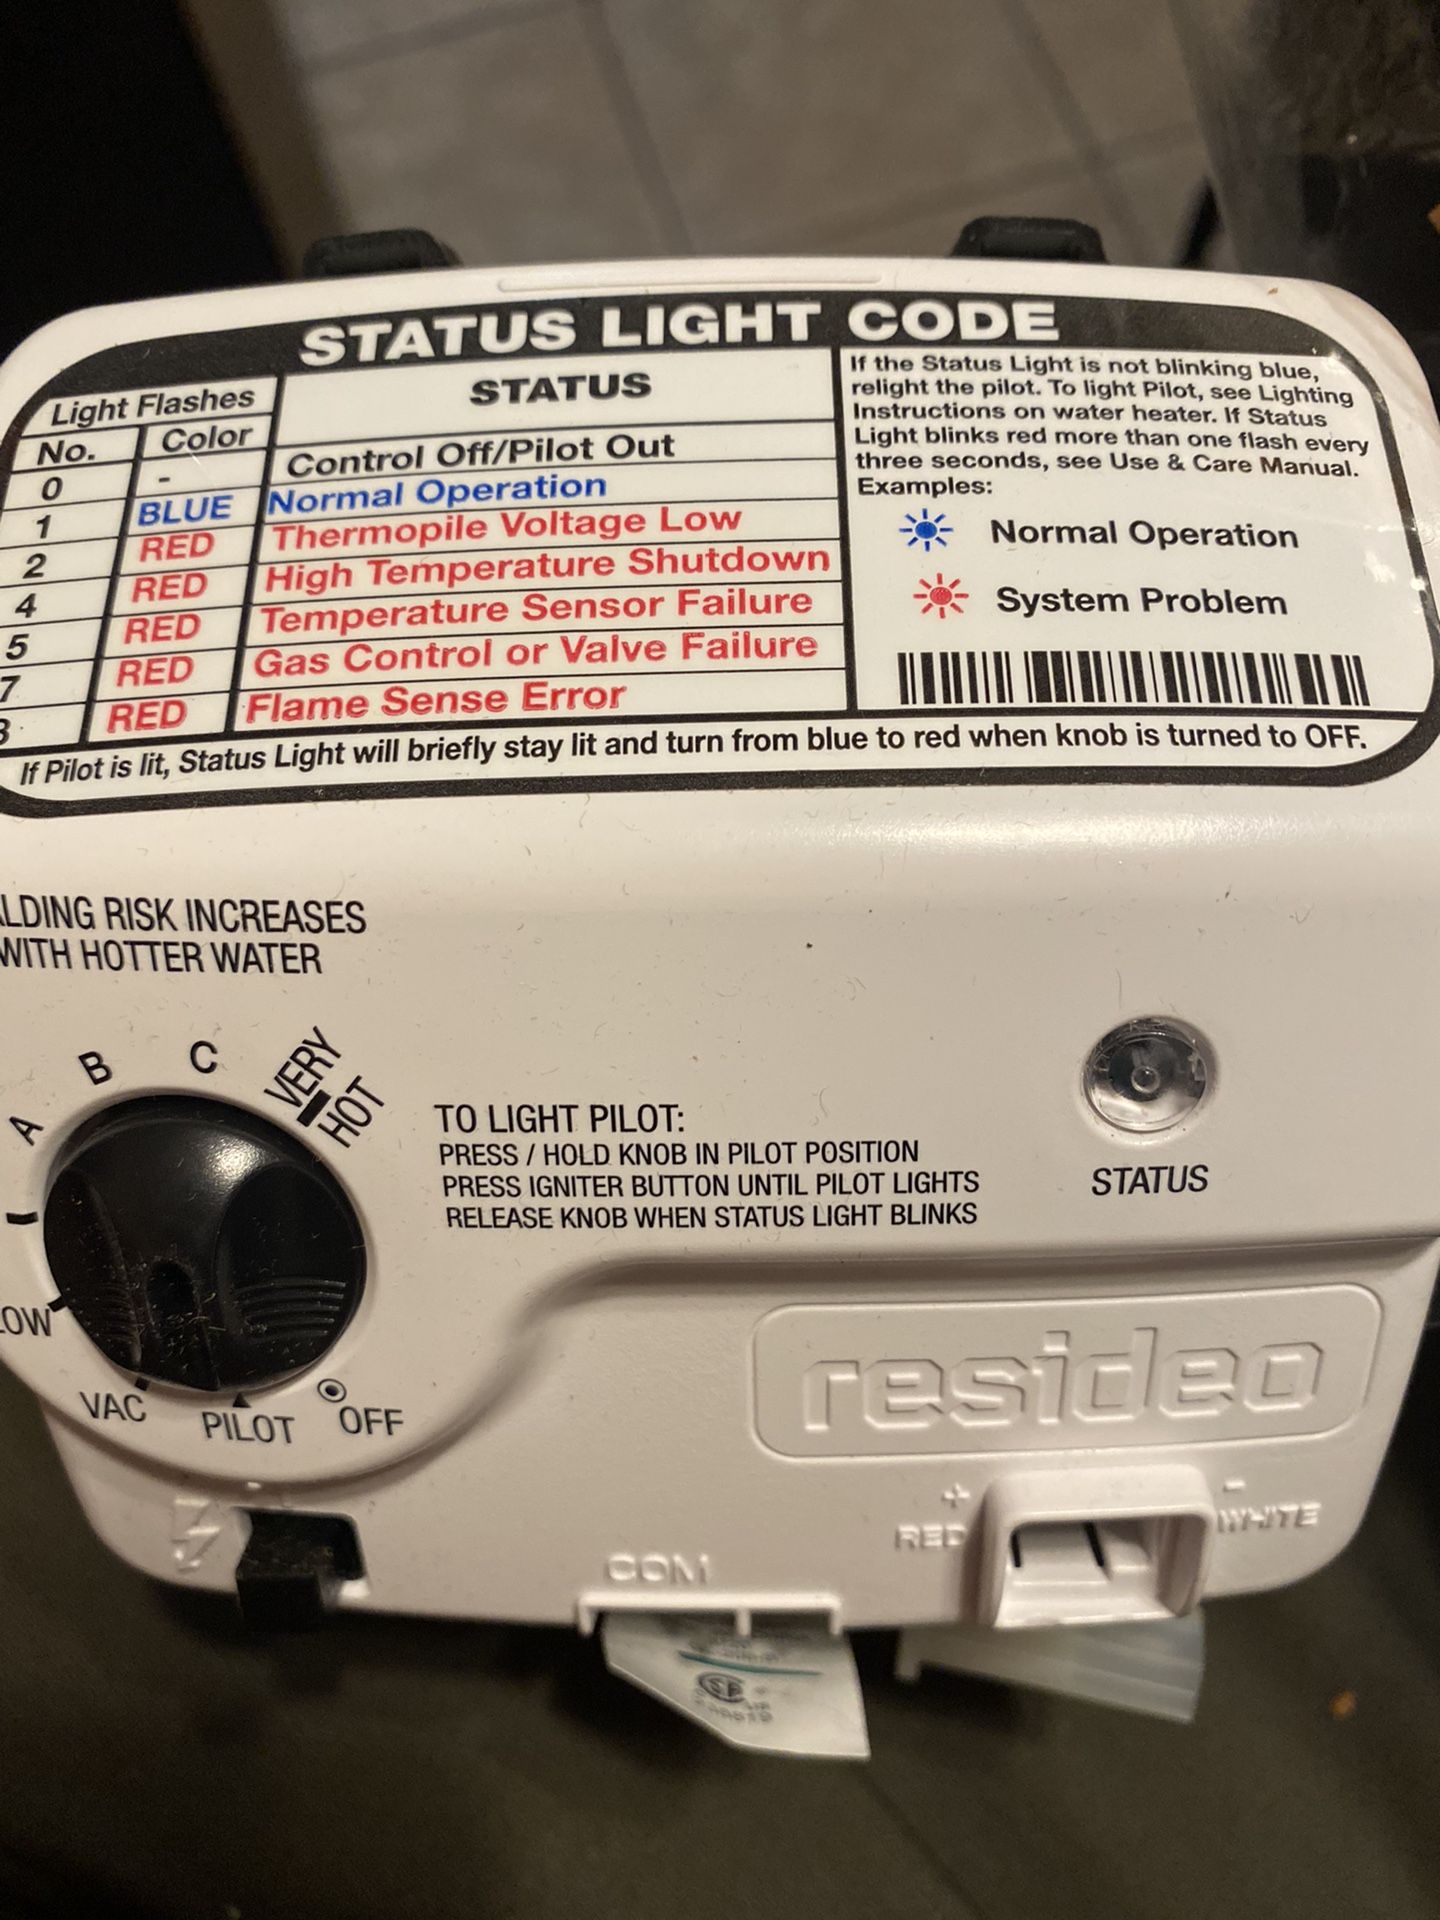 STATUS LIGHT CODE
Light Flashes STATUS
No. Color
0 - Control Off/Pilot Out
1 BLUE Normal Operation
2 RED Thermopile Voltage Low
4 RED High Temperature Shutdown
5 RED Temperature Sensor Failure
7 RED Gas Control or Valve Failure
RED Flame Sense Error
If the Status Light is not blinking blue,
relight the pilot. To light Pilot, see Lighting
Instructions on water heater. If Status
Light blinks red more than one flash every
three seconds, see Use & Care Manual.
Examples:
Normal Operation
System Problem
If Pilot is lit, Status Light will briefly stay lit and turn from blue to red when knob is turned to OFF.
ALDING RISK INCREASES
WITH HOTTER WATER
A
B
C
VERY
HOT
LOW
VAC
PILOT
OFF
TO LIGHT PILOT:
PRESS / HOLD KNOB IN PILOT POSITION
PRESS IGNITER BUTTON UNTIL PILOT LIGHTS
RELEASE KNOB WHEN STATUS LIGHT BLINKS
STATUS
resideo
+
RED
-
WHITE
COM